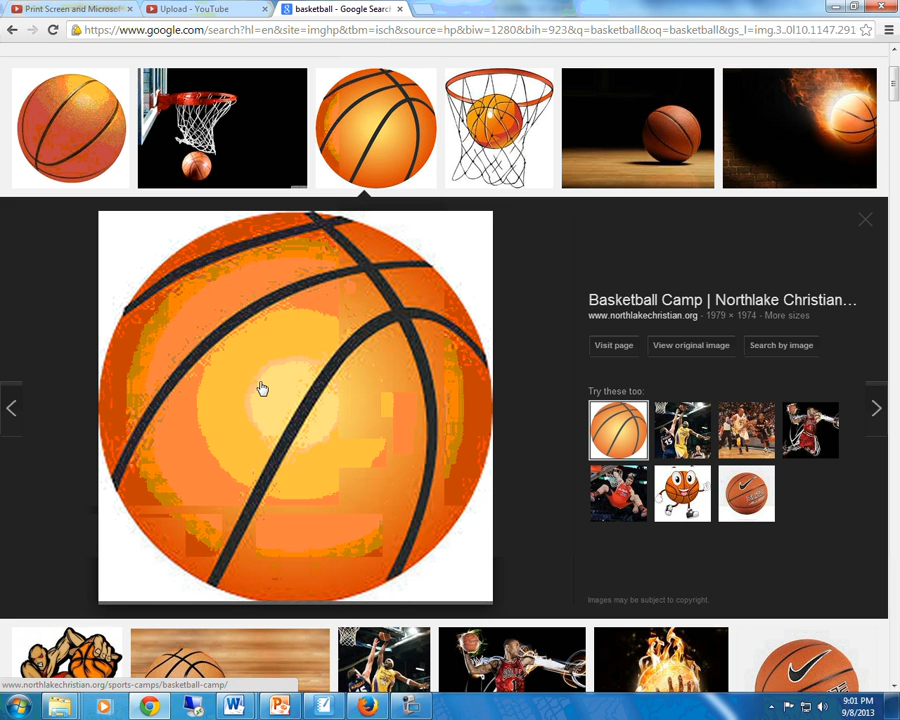 Print Screen and Microsof
Upload - YouTube
basketball - Google Searc
https://www.google.com/search?hl=en&site=imghp&tbm=isch&source=hp&biw=1280&bih=923&q=basketball&oq=basketball&gs_l=img.3..0l10.1147.291
Basketball Camp | Northlake Christian…
www.northlakechristian.org - 1979 × 1974 - More sizes
Visit page
View original image
Search by image
Try these too:
Images may be subject to copyright.
www.northlakechristian.org/sports-camps/basketball-camp/
9:01 PM
9/8/2013